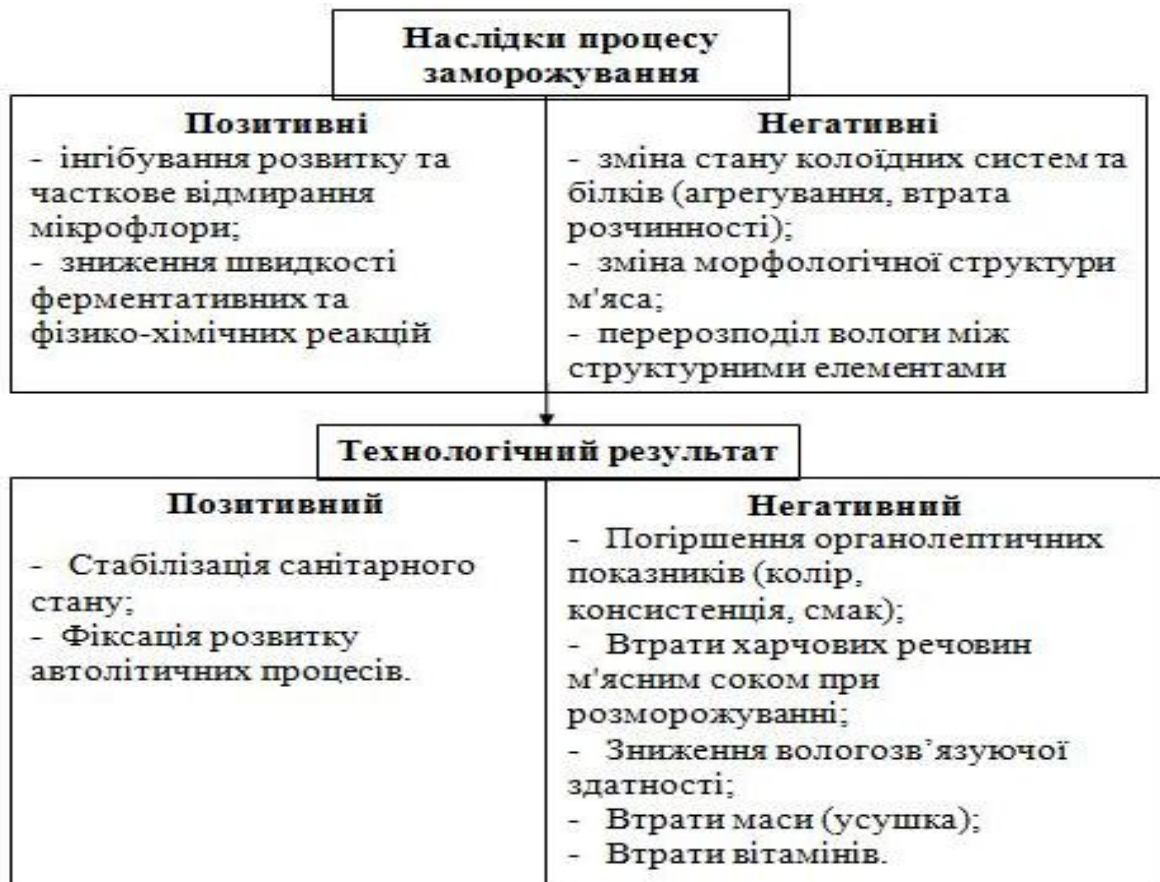 Наслідки процесу
заморожування
Позитивні
- інгібування розвитку та
часткове відмирання
мікрофлори;
- зниження швидкості
ферментативних та
фізико-хімічних реакцій
Негативні
- зміна стану колоїдних систем та
білків (агрегування, втрата
розчинності);
- зміна морфологічної структури
м'яса;
- перерозподіл вологи між
структурними елементами
Технологічний результат
Позитивний
- Стабілізація санітарного
стану;
- Фіксація розвитку
автолітичних процесів.
Негативний
- Погіршення органолептичних
показників (колір,
консистенція, смак);
- Втрати харчових речовин
м'ясним соком при
розморожуванні;
- Зниження вологозв’язуючої
здатності;
- Втрати маси (усушка);
- Втрати вітамінів.